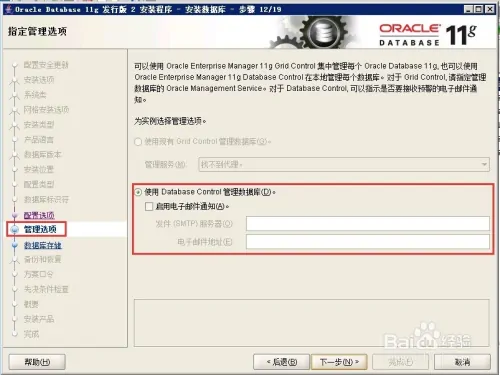 Oracle Database 11g 发行版 2 安装程序 - 安装数据库 - 步骤 12/19
指定管理选项
ORACLE
DATABASE 11g
配置安全更新
安装选项
系统类
网格安装选项
安装类型
产品语言
数据库版本
安装位置
配置类型
数据库标识符
配置选项
管理选项
数据库存储
备份和恢复
方案口令
先决条件检查
概要
安装产品
完成
可以使用 Oracle Enterprise Manager 11g Grid Control 集中管理每个 Oracle Database 11g,也可以使用
Oracle Enterprise Manager 11g Database Control 在本地管理每个数据库。对于 Grid Control, 请指定管理
数据库的 Oracle Management Service。对于 Database Control, 可以指示是否要接收预警的电子邮件通
知。
为实例选择管理选项。
使用现有 Grid Control 管理数据库(G)。
管理服务(M): 找不到代理。
使用 Database Control 管理数据库(D)。
启用电子邮件通知(A)。
发件 (SMTP) 服务器(O):
电子邮件地址(E):
帮助(H)
< 后退(B)
下一步(N) >
完成(F)
取消
Baidu 经验